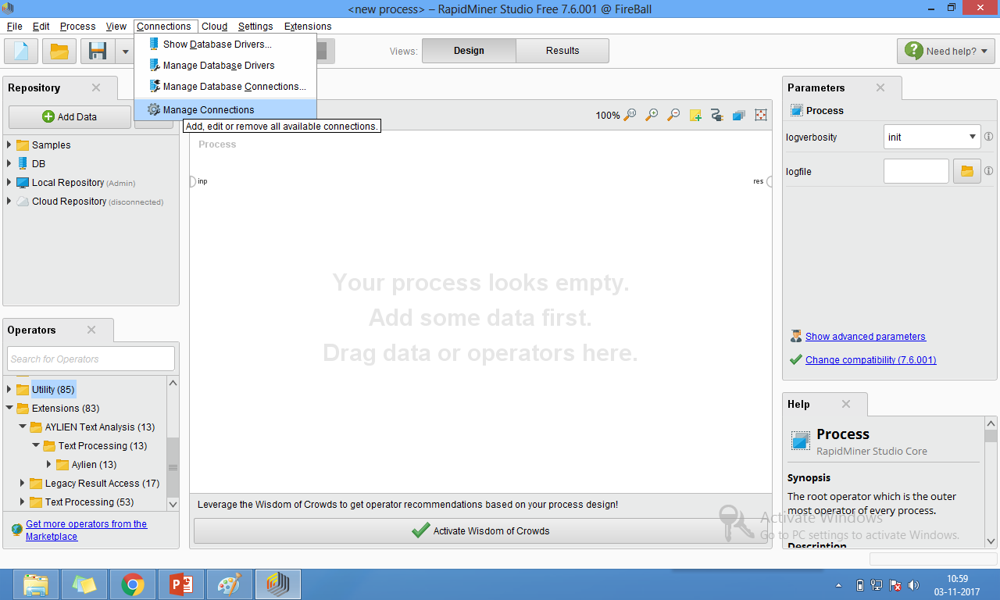 <new process> – RapidMiner Studio Free 7.6.001 @ FireBall
File Edit Process View Connections Cloud Settings Extensions
Show Database Drivers...
Manage Database Drivers
Manage Database Connections...
Manage Connections
Add, edit or remove all available connections.
Views: Design Results
Need help?
Repository
Add Data
Samples
DB
Local Repository (Admin)
Cloud Repository (disconnected)
Operators
Search for Operators
Utility (85)
Extensions (83)
AYLIEN Text Analysis (13)
Text Processing (13)
Aylien (13)
Legacy Result Access (17)
Text Processing (53)
Get more operators from the
Marketplace
100%
Process
inp
res
Your process looks empty.
Add some data first.
Drag data or operators here.
Leverage the Wisdom of Crowds to get operator recommendations based on your process design!
Activate Wisdom of Crowds
Parameters
Process
logverbosity init
logfile
Show advanced parameters
Change compatibility (7.6.001)
Help
Process
RapidMiner Studio Core
Synopsis
The root operator which is the outer
most operator of every process.
Description
Activate Windows
Go to PC settings to activate Windows.
10:59
03-11-2017